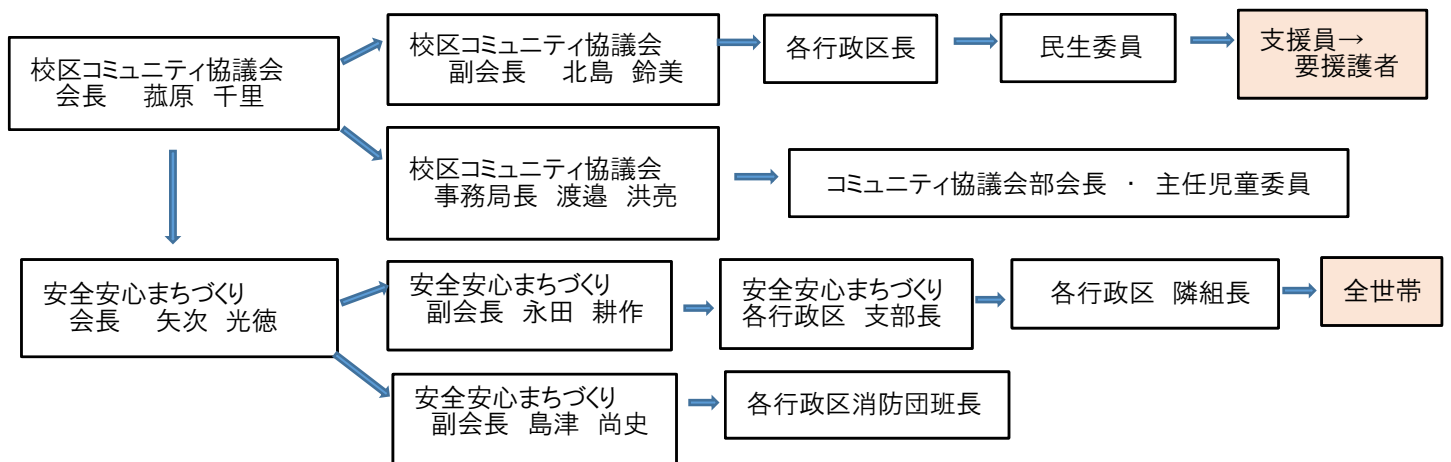 校区コミュニティ協議会
会長　菰原 千里
校区コミュニティ協議会
副会長　北島 鈴美
各行政区長
民生委員
支援員→
要援護者
校区コミュニティ協議会
事務局長 渡邉 洪亮
コミュニティ協議会部会長 ・ 主任児童委員
安全安心まちづくり
会長　矢次 光徳
安全安心まちづくり
副会長 永田 耕作
安全安心まちづくり
各行政区 支部長
各行政区 隣組長
全世帯
安全安心まちづくり
副会長 島津 尚史
各行政区消防団班長